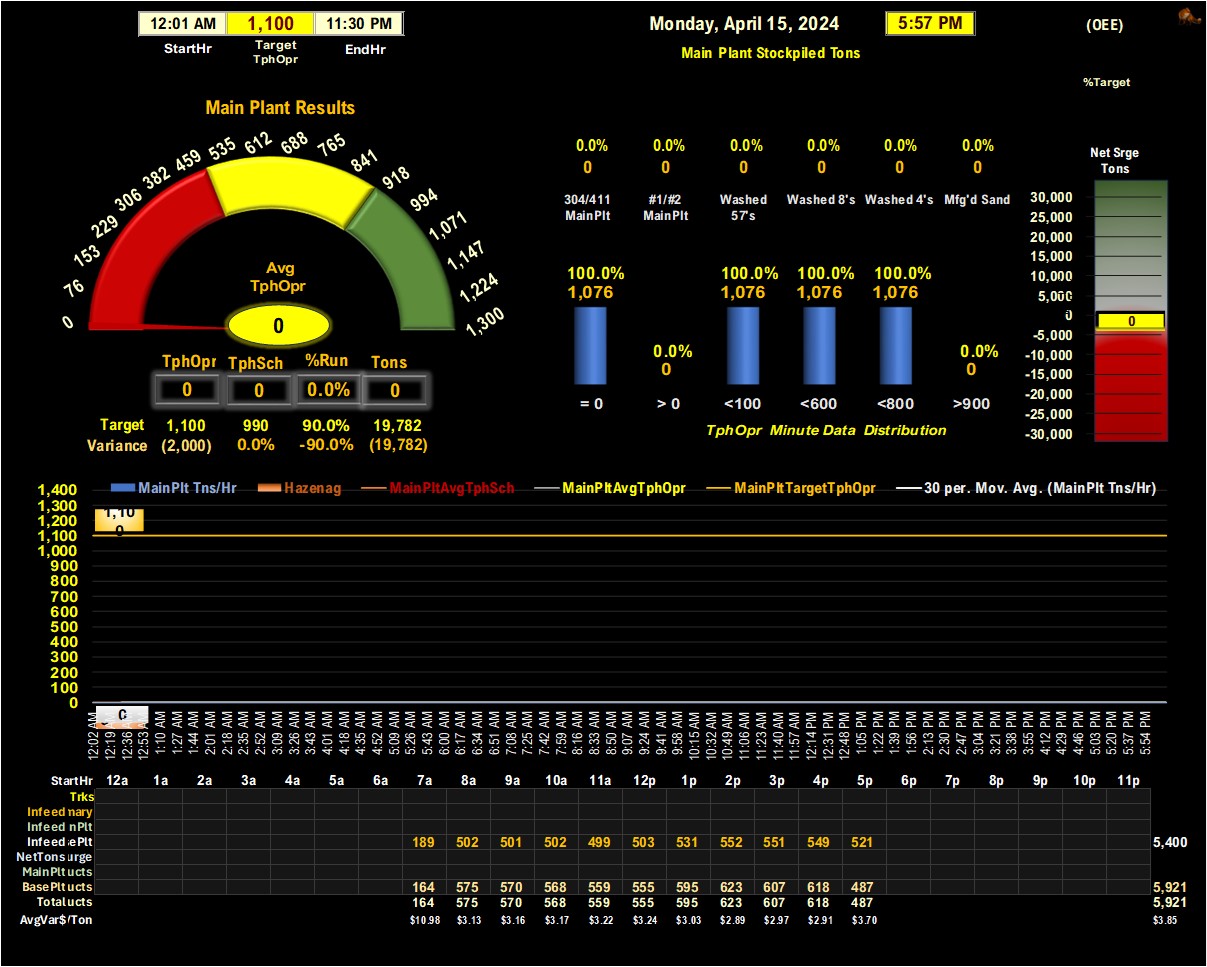 12:01 AM 1,100 11:30 PM Monday, April 15, 2024 5:57 PM (OEE)
StartHr Target TphOpr EndHr
Main Plant Stockpiled Tons
%Target
Main Plant Results
0 76 153 229 306 382 459 535 612 688 765 841 918 994 1,071 1,147 1,224 1,300
Avg
TphOpr
0
TphOpr TphSch %Run Tons
0 0 0.0% 0
Target 1,100 990 90.0% 19,782
Variance (2,000) 0.0% -90.0% (19,782)
0.0% 0.0% 0.0% 0.0% 0.0% 0.0%
0 0 0 0 0 0
304/411 MainPlt #1/#2 MainPlt Washed 57's Washed 8's Washed 4's Mfg'd Sand
100.0% 100.0% 100.0% 100.0%
1,076 1,076 1,076 1,076
0.0% 0.0%
0 0
= 0 > 0 <100 <600 <800 >900
TphOpr Minute Data Distribution
Net Srge
Tons
30,000
25,000
20,000
15,000
10,000
5,000
0 0
-5,000
-10,000
-15,000
-20,000
-25,000
-30,000
MainPlt Tns/Hr Hazenag MainPltAvgTphSch MainPltAvgTphOpr MainPltTargetTphOpr 30 per. Mov. Avg. (MainPlt Tns/Hr)
1,400
1,300
1,200
1,100
1,000
900
800
700
600
500
400
300
200
100
0
1,10
0
0
12:02 AM 12:19 12:36 AM 12:53 AM 1:10 AM 1:27 AM 1:44 AM 2:01 AM 2:18 AM 2:35 AM 2:52 AM 3:09 AM 3:26 AM 3:43 AM 4:01 AM 4:18 AM 4:35 AM 4:52 AM 5:09 AM 5:26 AM 5:43 AM 6:00 AM 6:17 AM 6:34 AM 6:51 AM 7:08 AM 7:25 AM 7:42 AM 7:59 AM 8:16 AM 8:33 AM 8:50 AM 9:07 AM 9:24 AM 9:41 AM 9:58 AM 10:15 AM 10:32 AM 10:49 AM 11:06 AM 11:23 AM 11:40 AM 11:57 AM 12:14 PM 12:31 PM 12:48 PM 1:05 PM 1:22 PM 1:39 PM 1:56 PM 2:13 PM 2:30 PM 2:47 PM 3:04 PM 3:21 PM 3:38 PM 3:55 PM 4:12 PM 4:29 PM 4:46 PM 5:03 PM 5:20 PM 5:37 PM 5:54 PM
StartHr 12a 1a 2a 3a 4a 5a 6a 7a 8a 9a 10a 11a 12p 1p 2p 3p 4p 5p 6p 7p 8p 9p 10p 11p
Trks
Infeed nary
Infeed nPlt
Infeed ePlt 189 502 501 502 499 503 531 552 551 549 521 5,400
NetTons urge
MainPlt ucts
BasePlt ucts 164 575 570 568 559 555 595 623 607 618 487 5,921
Total ucts 164 575 570 568 559 555 595 623 607 618 487 5,921
AvgVar$/Ton $10.98 $3.13 $3.16 $3.17 $3.22 $3.24 $3.03 $2.89 $2.97 $2.91 $3.70 $3.85